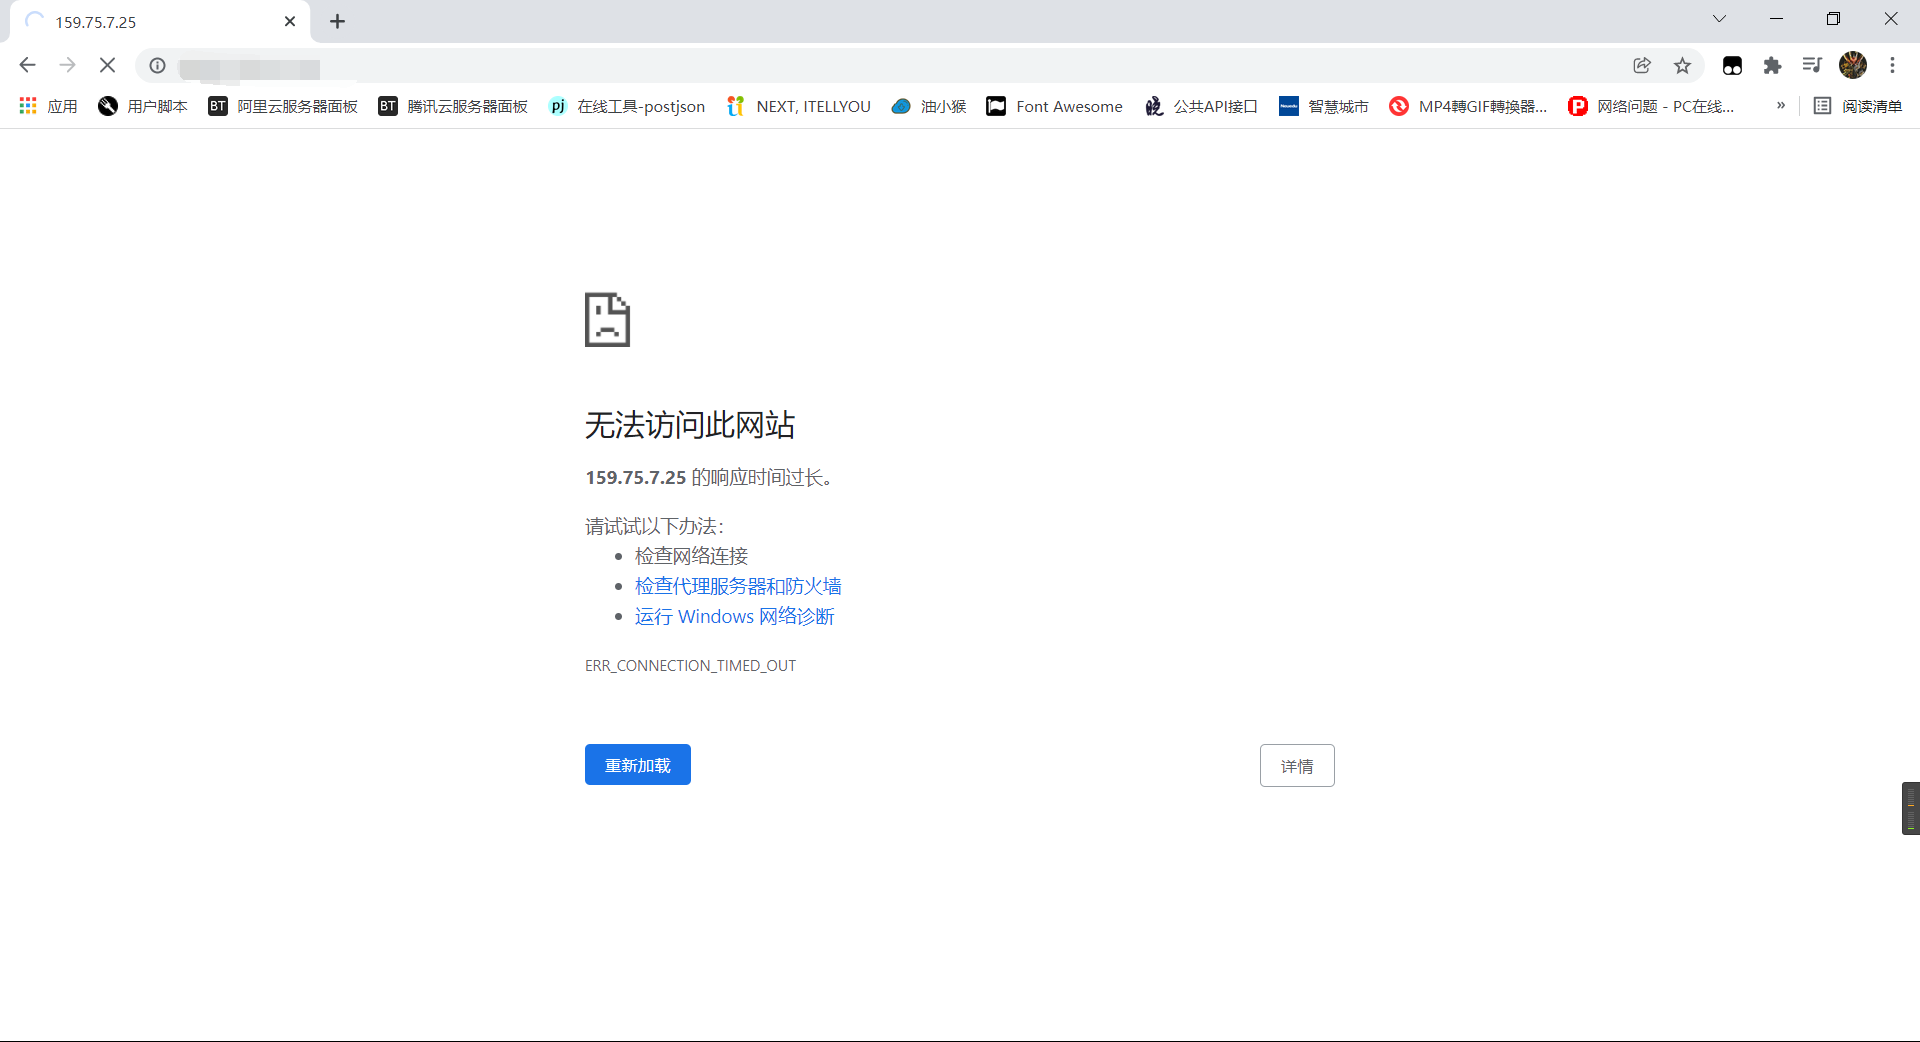 159.75.7.25
应用
用户脚本
BT
阿里云服务器面板
BT
腾讯云服务器面板
pj
在线工具-postjson
NEXT, ITELLYOU
油小猴
Font Awesome
公共API接口
智慧城市
MP4轉GIF轉換器...
网络问题 - PC在线...
»
阅读清单
无法访问此网站
159.75.7.25 的响应时间过长。
请试试以下办法：
检查网络连接
检查代理服务器和防火墙
运行 Windows 网络诊断
ERR_CONNECTION_TIMED_OUT
重新加载
详情